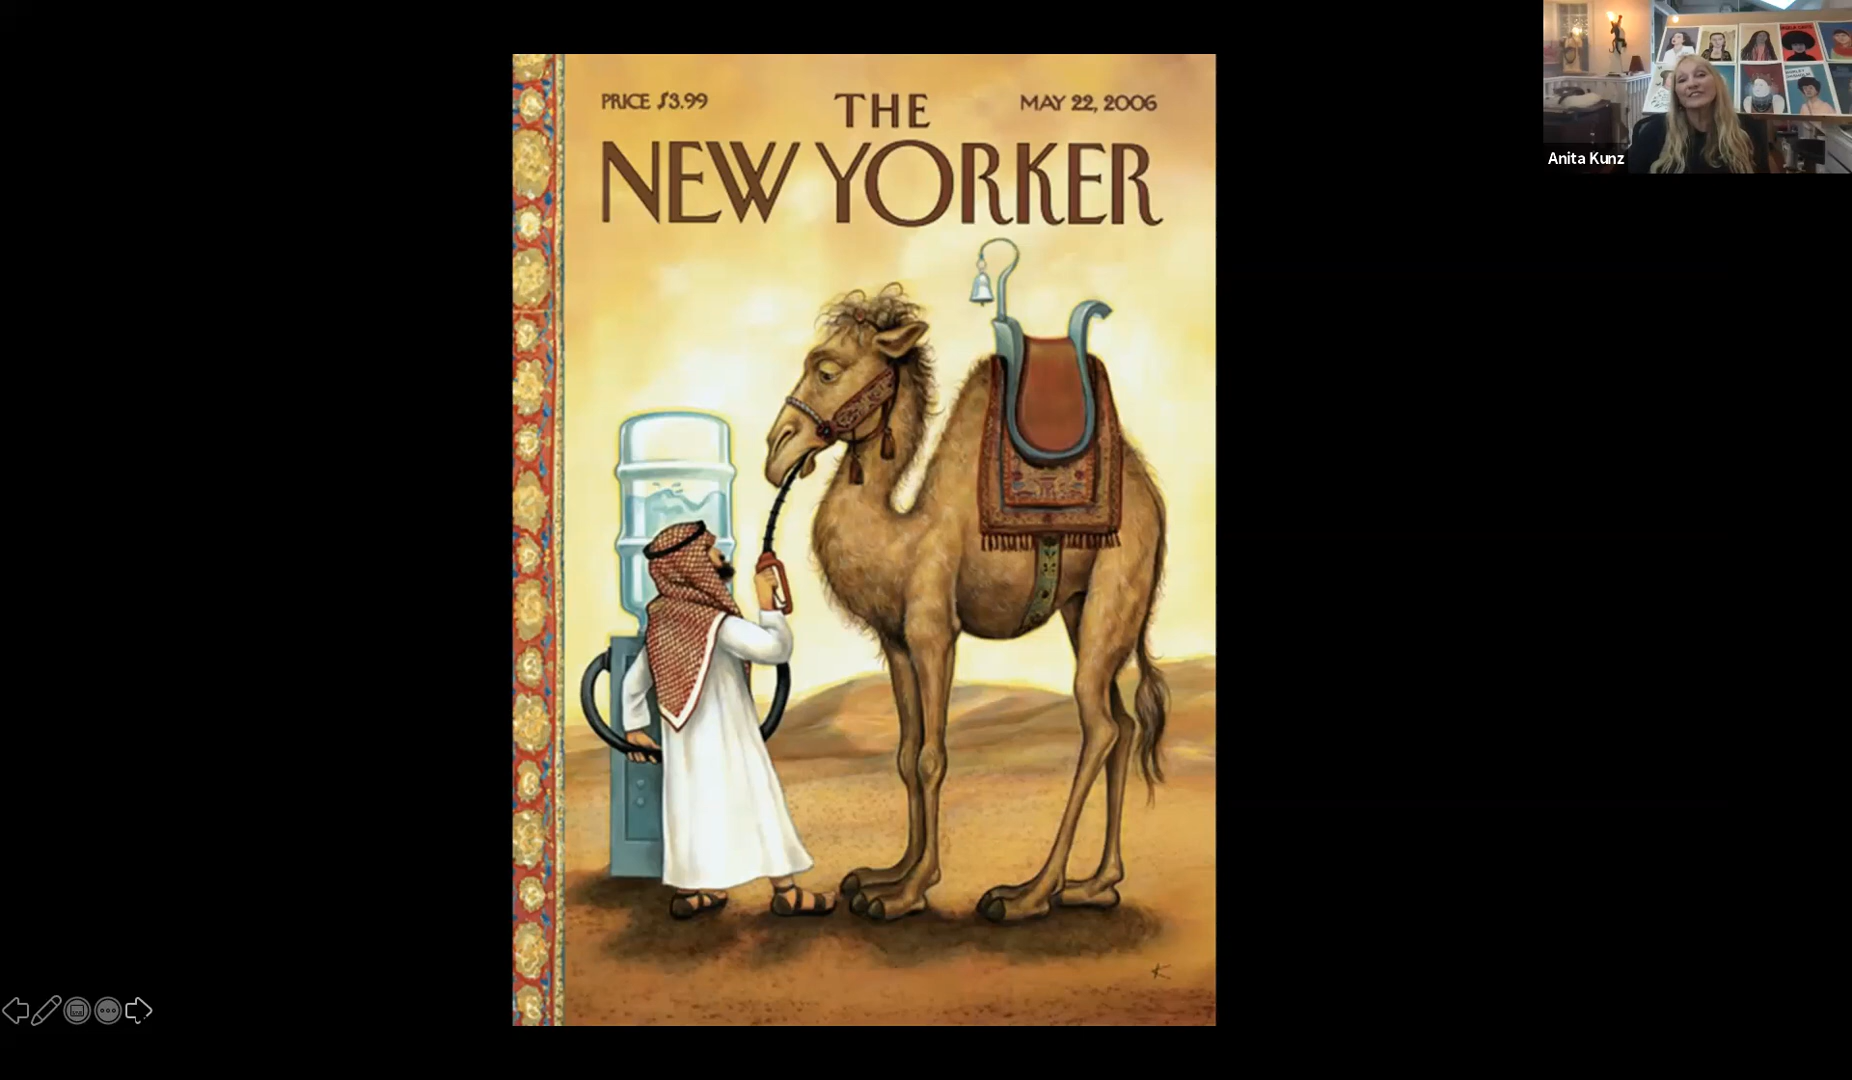 PRICE $3.99
THE
MAY 22, 2006
NEW YORKER
K
Anita Kunz